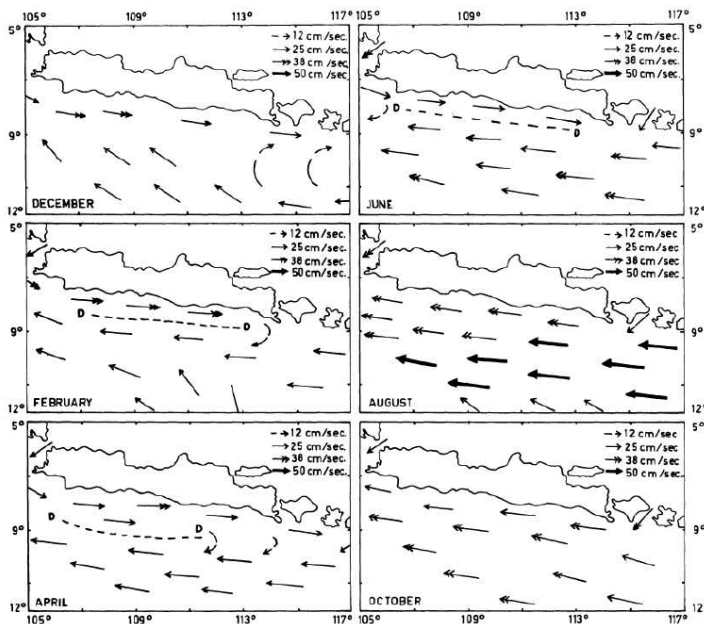 105° 109° 113° 117°
5°
9°
12°
12 cm/sec.
25 cm/sec.
38 cm/sec.
50 cm/sec.
DECEMBER
105° 109° 113° 117°
5°
9°
12°
12 cm/sec.
25 cm/sec.
38 cm/sec.
50 cm/sec.
D
D
JUNE
5°
9°
12°
12 cm/sec.
25 cm/sec.
38 cm/sec.
50 cm/sec.
D D
FEBRUARY
5°
9°
12°
12 cm/sec.
25 cm/sec.
38 cm/sec.
50 cm/sec.
AUGUST
5°
9°
12°
12 cm/sec.
25 cm/sec.
38 cm/sec.
50 cm/sec.
D D
APRIL
105° 109° 113° 117°
5°
9°
12°
12 cm/sec
25 cm/sec.
38 cm/sec.
50 cm/sec.
OCTOBER
105° 109° 113° 117°